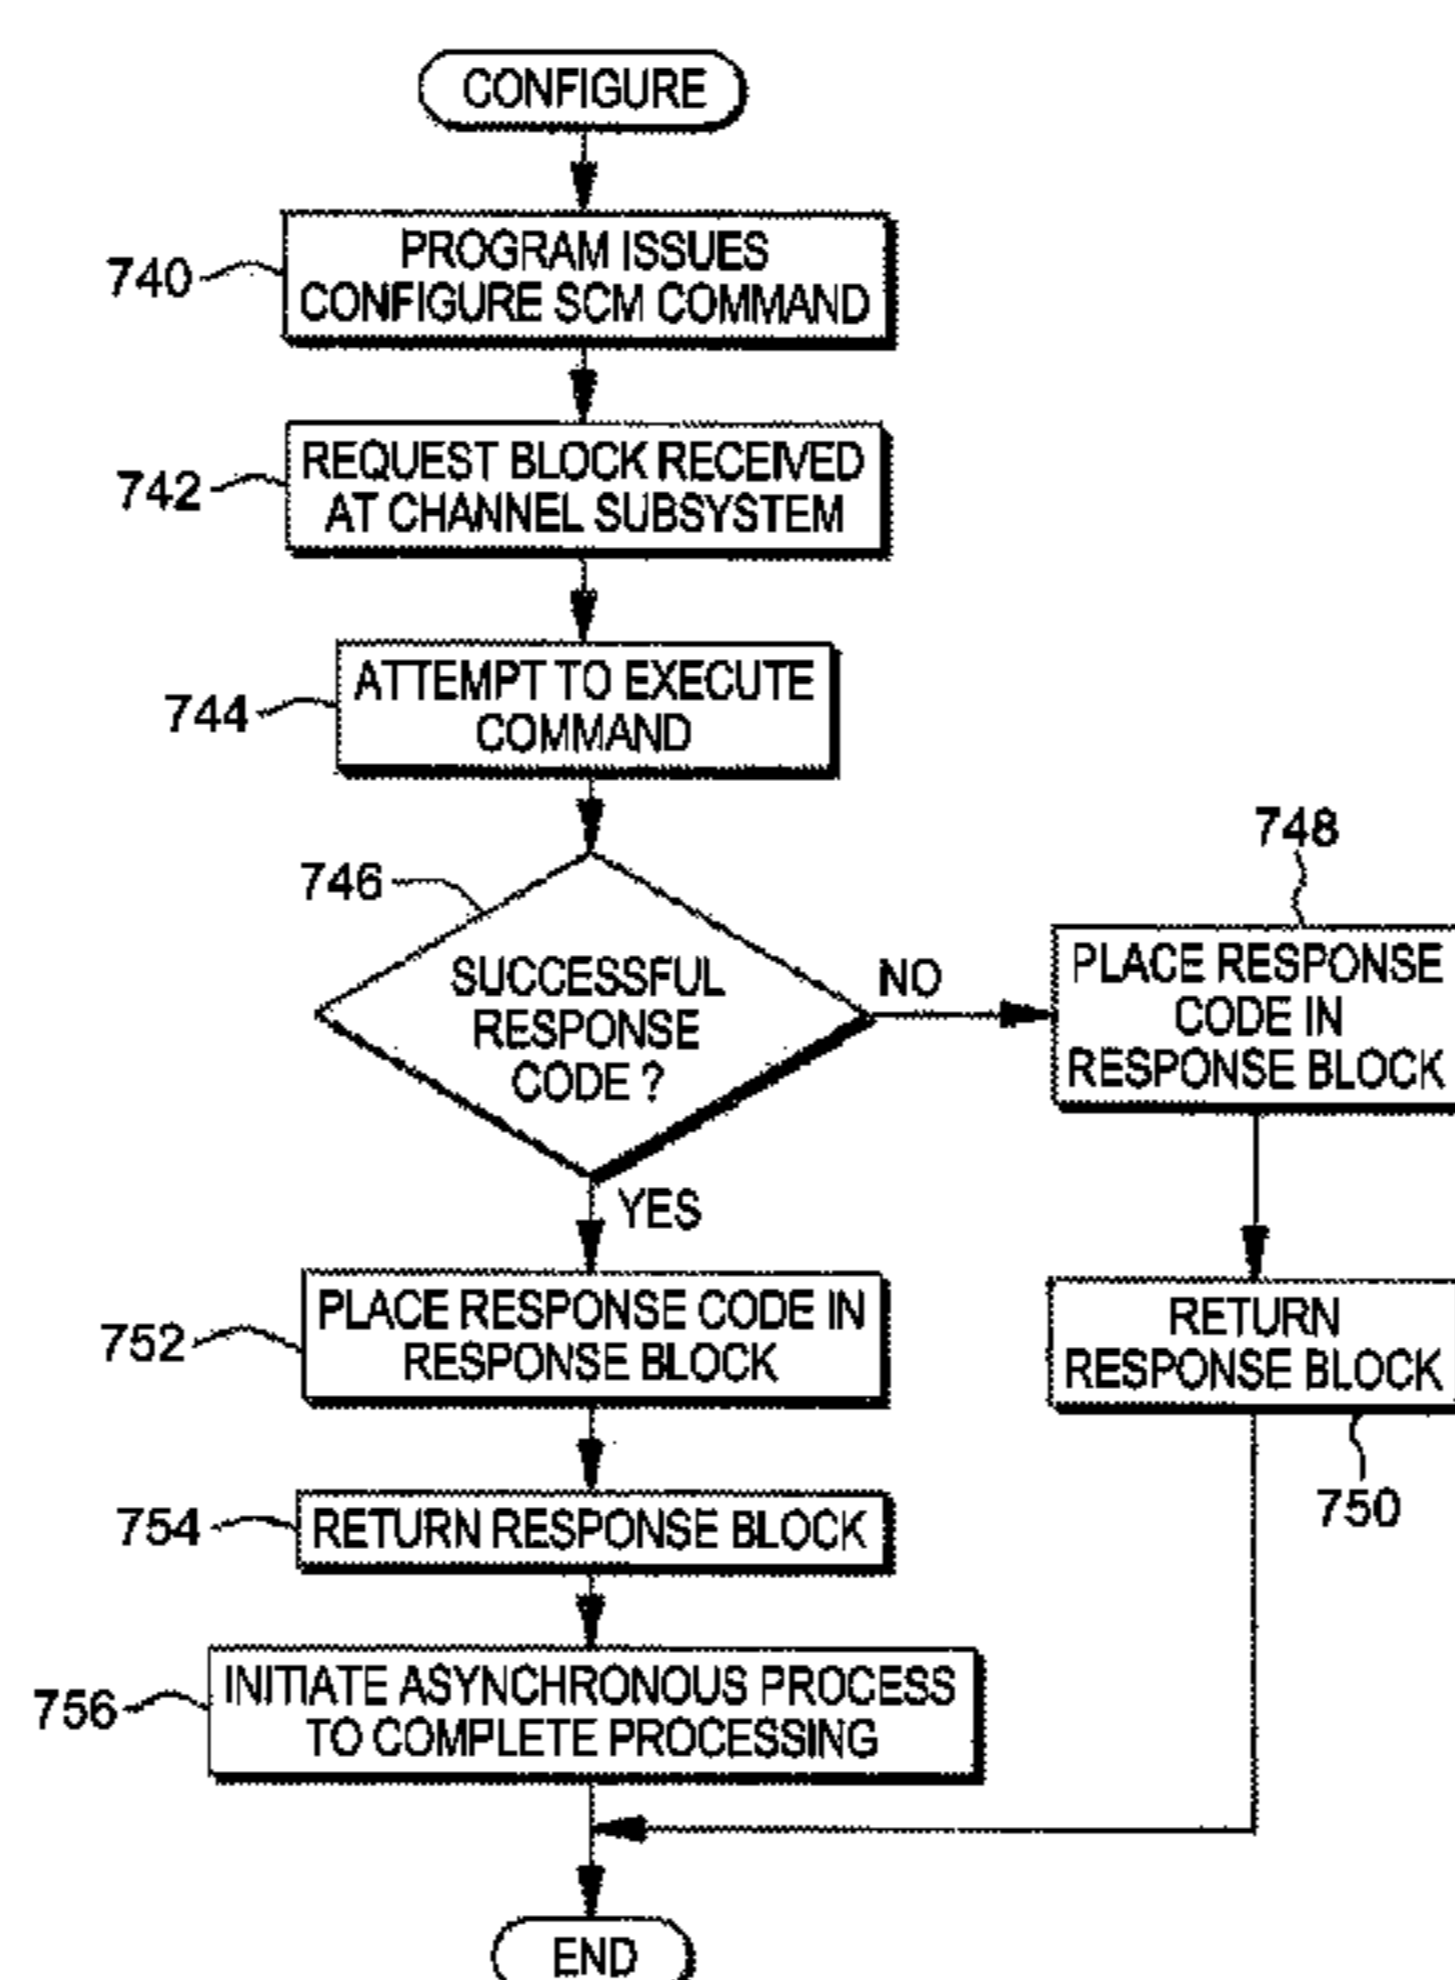 CONFIGURE
740
PROGRAM ISSUES
CONFIGURE SCM COMMAND
742
REQUEST BLOCK RECEIVED
AT CHANNEL SUBSYSTEM
744
ATTEMPT TO EXECUTE
COMMAND
746
SUCCESSFUL
RESPONSE
CODE ?
NO
748
PLACE RESPONSE
CODE IN
RESPONSE BLOCK
YES
752
PLACE RESPONSE CODE IN
RESPONSE BLOCK
RETURN
RESPONSE BLOCK
750
754
RETURN RESPONSE BLOCK
756
INITIATE ASYNCHRONOUS PROCESS
TO COMPLETE PROCESSING
END